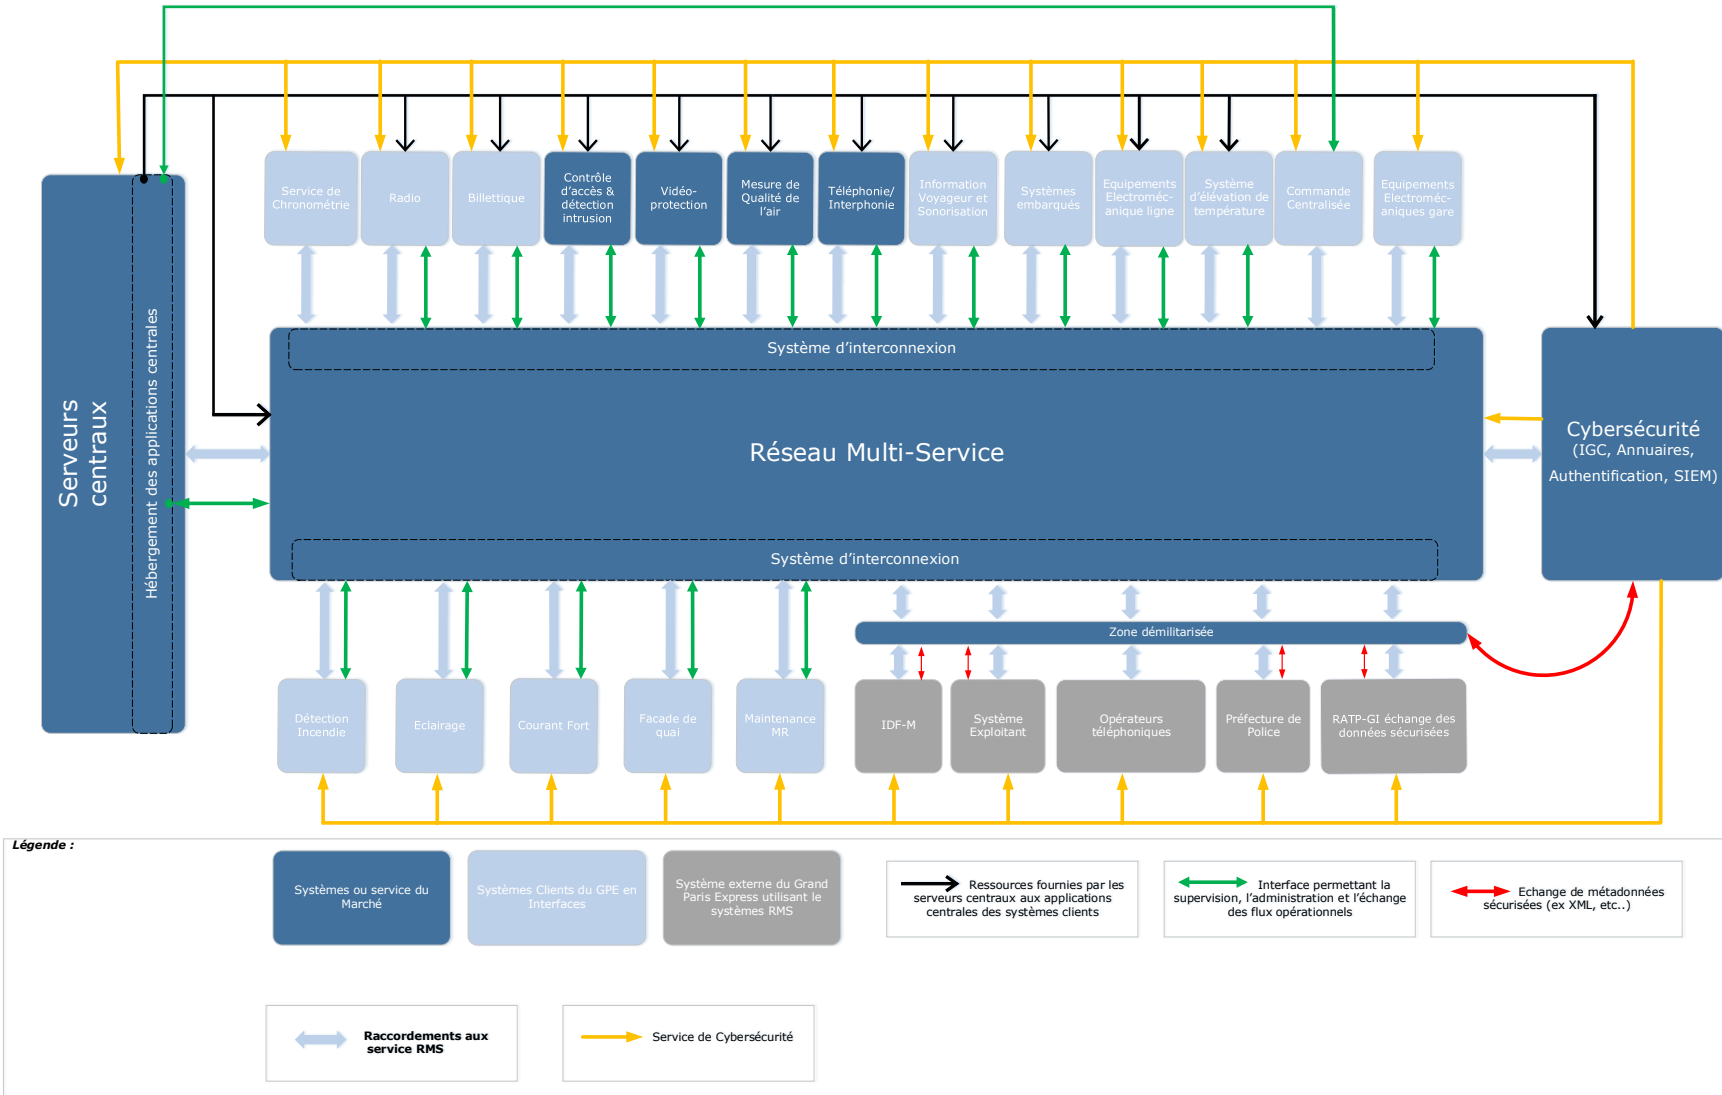 Service de
Chronométrie
Radio
Billettique
Contrôle
d’accès &
détection
intrusion
Vidéo-
protection
Mesure de
Qualité de
l’air
Téléphonie/
Interphonie
Information
Voyageur et
Sonorisation
Systèmes
embarqués
Equipements
Electroméc-
anique ligne
Système
d’élévation de
température
Commande
Centralisée
Equipements
Electroméc-
aniques gare
Serveurs
centraux
Hébergement des applications centrales
Système d’interconnexion
Réseau Multi-Service
Système d’interconnexion
Cybersécurité
(IGC, Annuaires,
Authentification, SIEM)
Zone démilitarisée
Détection
Incendie
Eclairage
Courant Fort
Facade de
quai
Maintenance
MR
IDF-M
Système
Exploitant
Opérateurs
téléphoniques
Préfecture de
Police
RATP-GI échange des
données sécurisées
Légende :
Systèmes ou service du
Marché
Systèmes Clients du GPE en
Interfaces
Système externe du Grand
Paris Express utilisant le
systèmes RMS
Ressources fournies par les
serveurs centraux aux applications
centrales des systèmes clients
Interface permettant la
supervision, l’administration et l’échange
des flux opérationnels
Echange de métadonnées
sécurisées (ex XML, etc..)
Raccordements aux
service RMS
Service de Cybersécurité